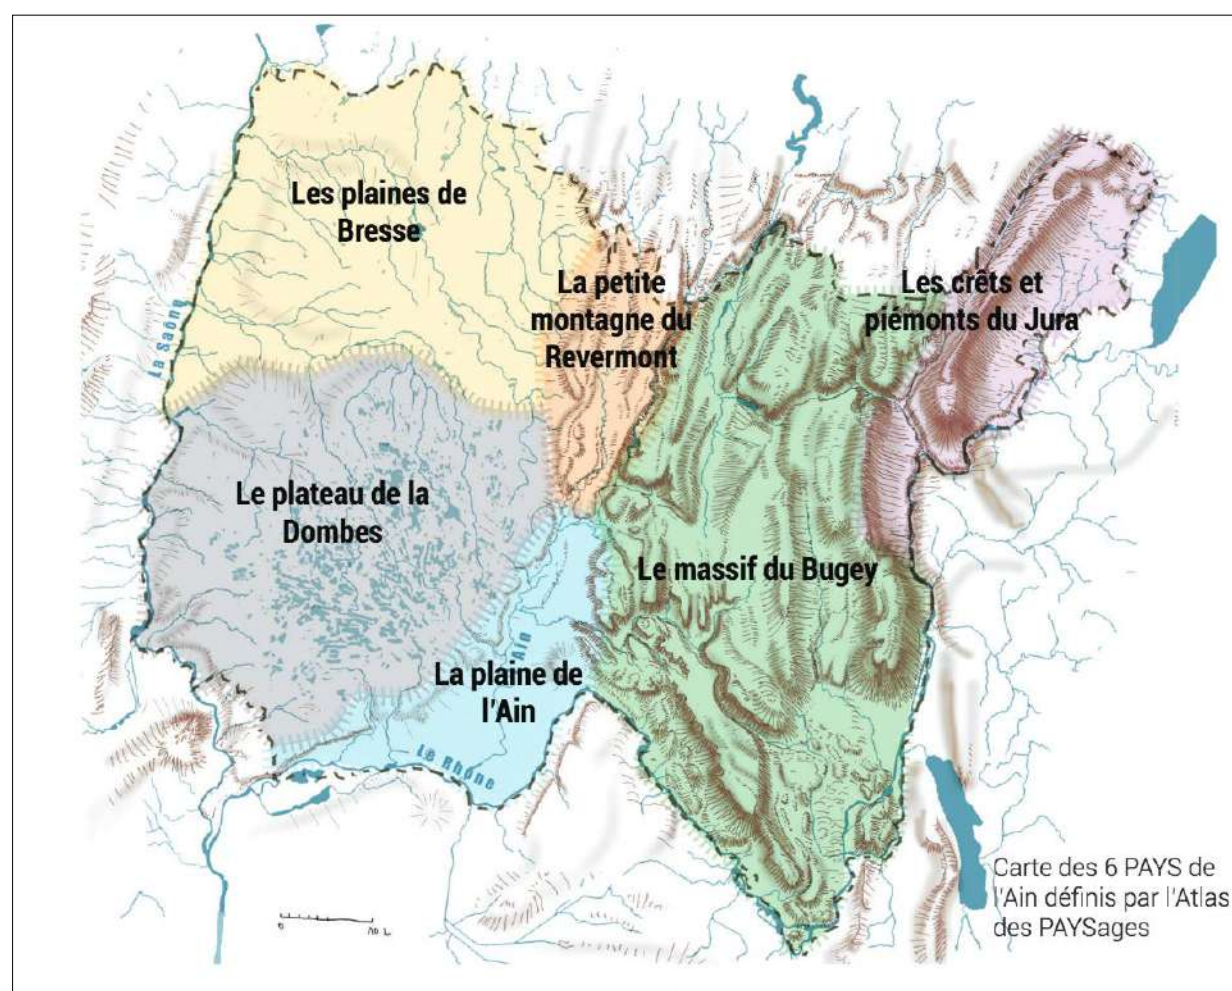 Les plaines de
Bresse
La petite
montagne du
Revermont
Les crêts et
piémonts du Jura
La Saône
Le plateau de la
Dombes
Le massif du Bugey
Ain
La plaine de
l'Ain
Le Rhône
Carte des 6 PAYS de
l'Ain définis par l'Atlas
des PAYSages
0